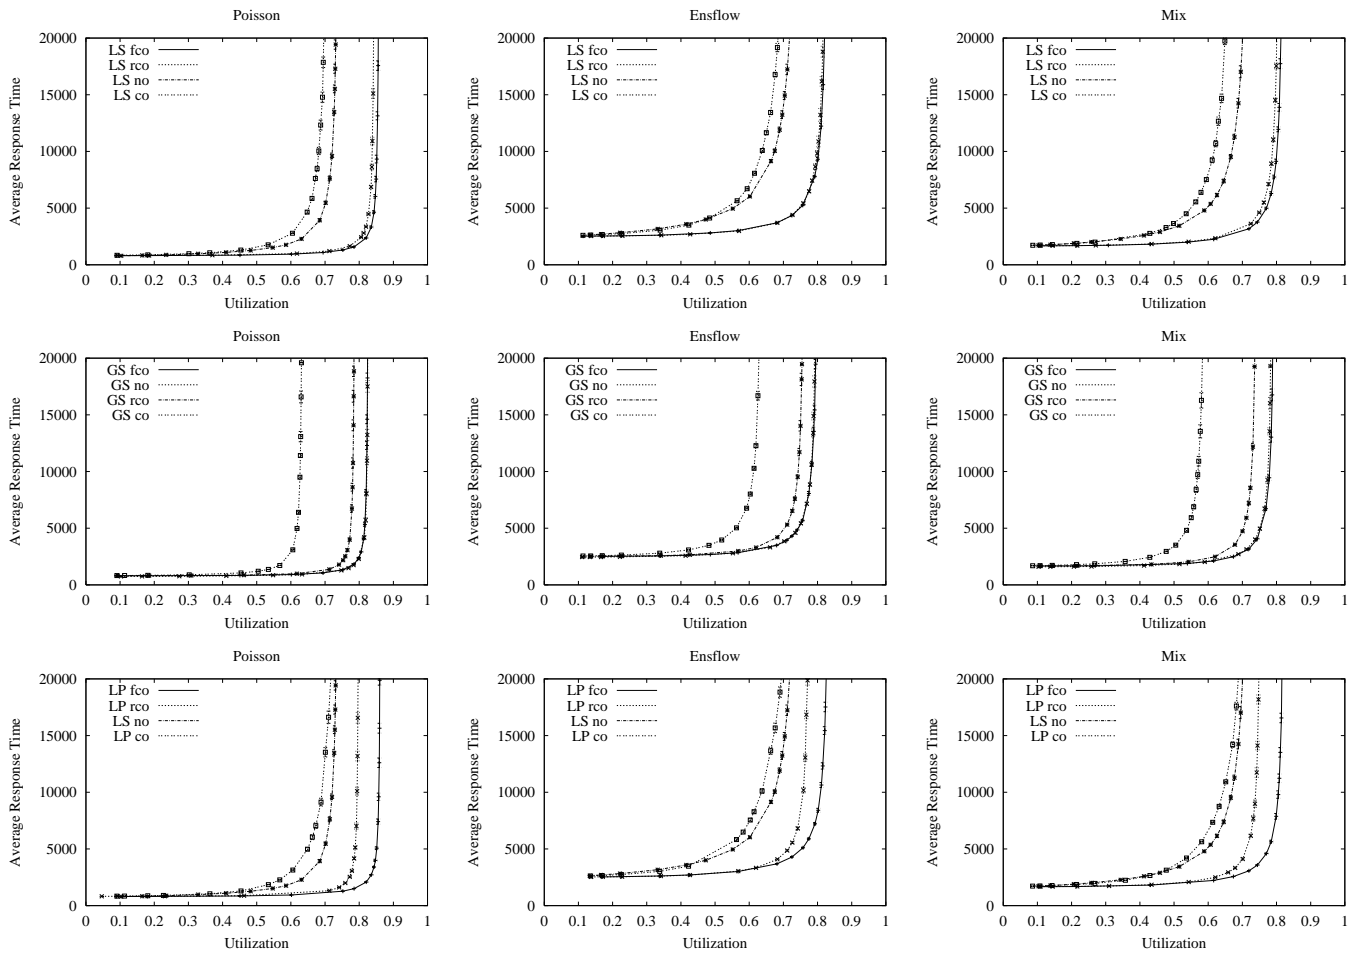 Poisson
20000
15000
10000
5000
0
Average Response Time
LS fco
LS rco
LS no
LS co
0 0.1 0.2 0.3 0.4 0.5 0.6 0.7 0.8 0.9 1
Utilization
Ensflow
20000
15000
10000
5000
0
Average Response Time
LS fco
LS rco
LS no
LS co
0 0.1 0.2 0.3 0.4 0.5 0.6 0.7 0.8 0.9 1
Utilization
Mix
20000
15000
10000
5000
0
Average Response Time
LS fco
LS rco
LS no
LS co
0 0.1 0.2 0.3 0.4 0.5 0.6 0.7 0.8 0.9 1
Utilization
Poisson
20000
15000
10000
5000
0
Average Response Time
GS fco
GS no
GS rco
GS co
0 0.1 0.2 0.3 0.4 0.5 0.6 0.7 0.8 0.9 1
Utilization
Ensflow
20000
15000
10000
5000
0
Average Response Time
GS fco
GS no
GS rco
GS co
0 0.1 0.2 0.3 0.4 0.5 0.6 0.7 0.8 0.9 1
Utilization
Mix
20000
15000
10000
5000
0
Average Response Time
GS fco
GS no
GS rco
GS co
0 0.1 0.2 0.3 0.4 0.5 0.6 0.7 0.8 0.9 1
Utilization
Poisson
20000
15000
10000
5000
0
Average Response Time
LP fco
LP rco
LS no
LP co
0 0.1 0.2 0.3 0.4 0.5 0.6 0.7 0.8 0.9 1
Utilization
Ensflow
20000
15000
10000
5000
0
Average Response Time
LP fco
LP rco
LS no
LP co
0 0.1 0.2 0.3 0.4 0.5 0.6 0.7 0.8 0.9 1
Utilization
Mix
20000
15000
10000
5000
0
Average Response Time
LP fco
LP rco
LS no
LP co
0 0.1 0.2 0.3 0.4 0.5 0.6 0.7 0.8 0.9 1
Utilization